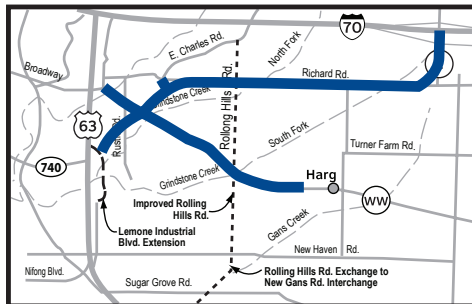 70
E. Charles Rd.
North Fork
Broadway
Rollong Hills Rd.
Richard Rd.
Grindstone Creek
63
Rus
South Fork
Turner Farm Rd.
740
Grindstone Creek
Harg
Improved Rolling
Hills Rd.
WW
Gans Creek
Lemone Industrial
Blvd. Extension
New Haven Rd.
Nifong Blvd.
Rolling Hills Rd. Exchange to
New Gans Rd. Interchange
Sugar Grove Rd.